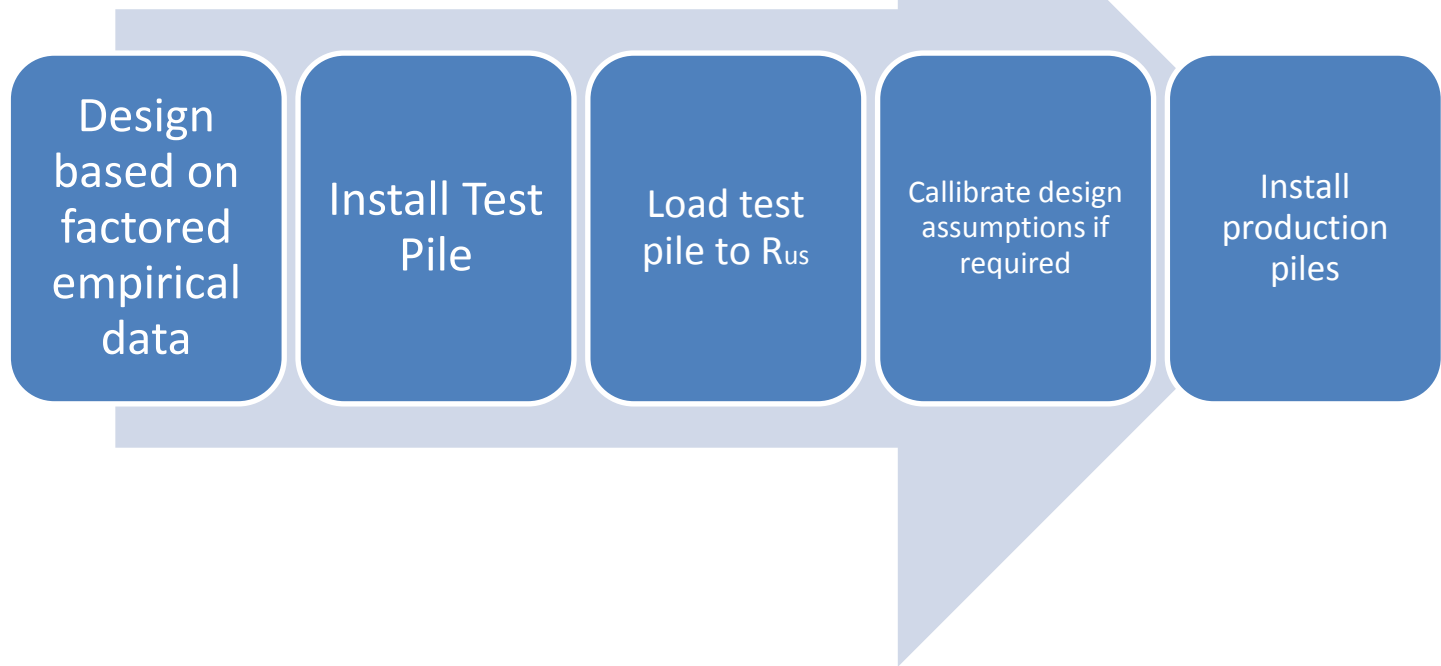 Design
based on
factored
empirical
data
Install Test
Pile
Load test
pile to Rus
Callibrate design
assumptions if
required
Install
production
piles